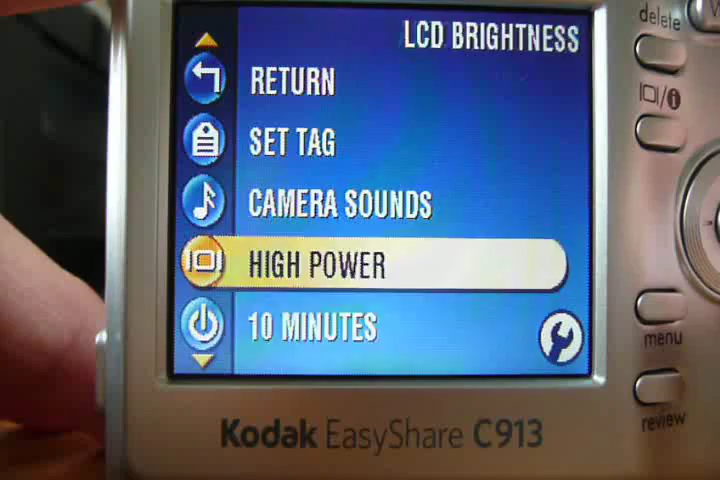 LCD BRIGHTNESS
RETURN
SET TAG
CAMERA SOUNDS
HIGH POWER
10 MINUTES
delete
menu
review
Kodak EasyShare C913